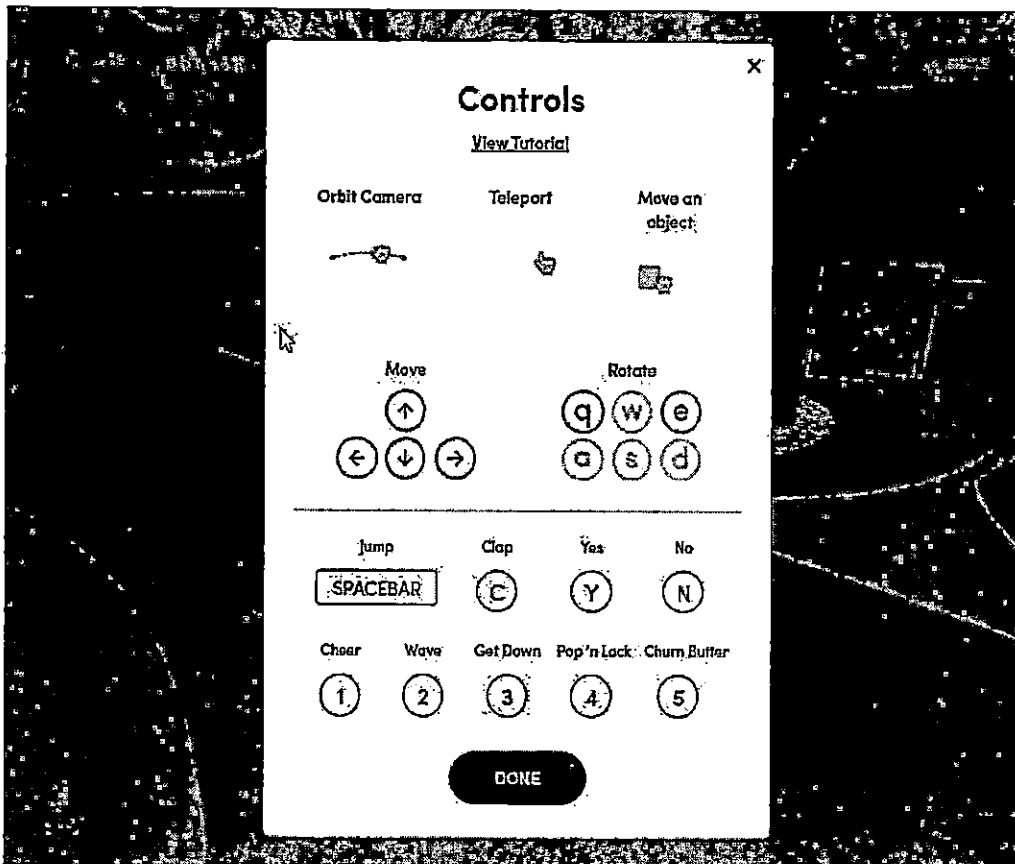 Controls
View Tutorial
Orbit Camera Teleport Move an
object
Move Rotate
↑ q w e
← ↓ → a s d
Jump Clap Yes No
SPACEBAR C Y N
Cheer Wave Get Down Pop'n Lock Churn Butter
1 2 3 4 5
DONE